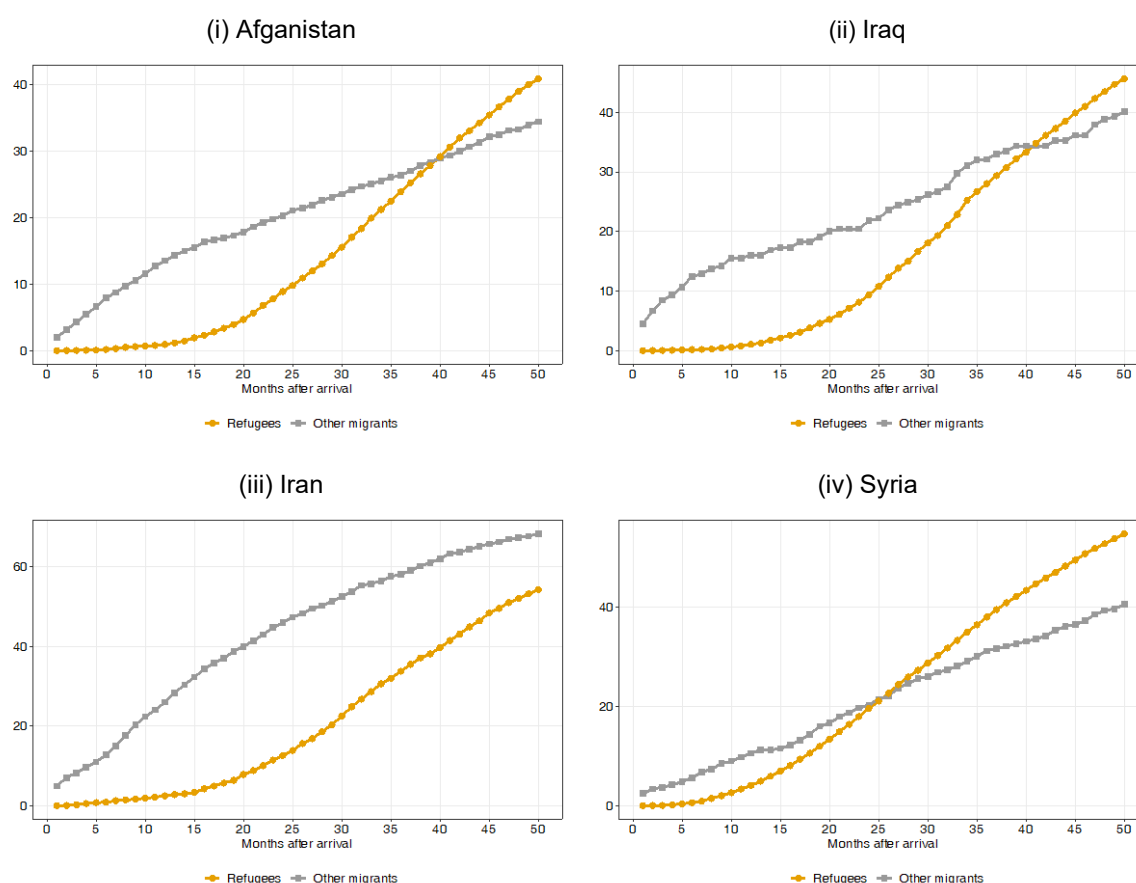 (i) Afganistan
40
30
20
10
0
0 5 10 15 20 25 30 35 40 45 50
Months after arrival
Refugees Other migrants
(ii) Iraq
40
30
20
10
0
0 5 10 15 20 25 30 35 40 45 50
Months after arrival
Refugees Other migrants
(iii) Iran
60
40
20
0
0 5 10 15 20 25 30 35 40 45 50
Months after arrival
Refugees Other migrants
(iv) Syria
40
20
0
0 5 10 15 20 25 30 35 40 45 50
Months after arrival
Refugees Other migrants